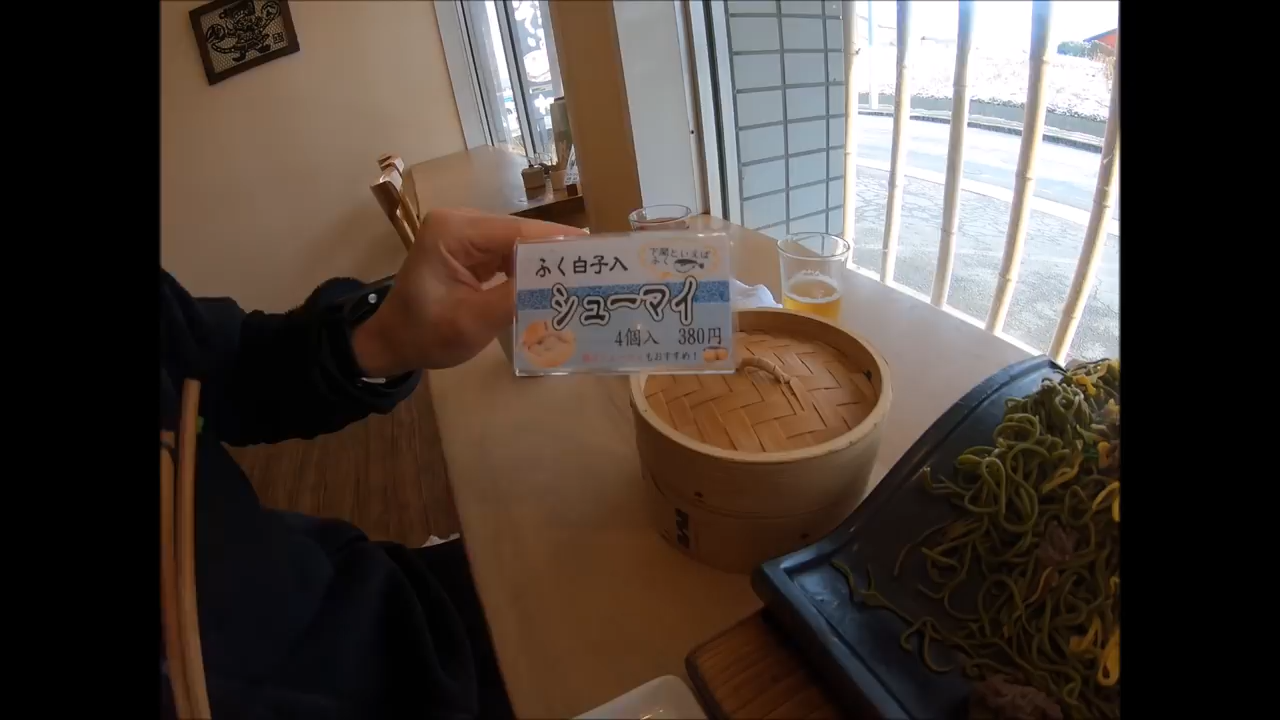 ふく白子入
下関といえば
ふく
シューマイ
4個入 380円
もおすすめ!